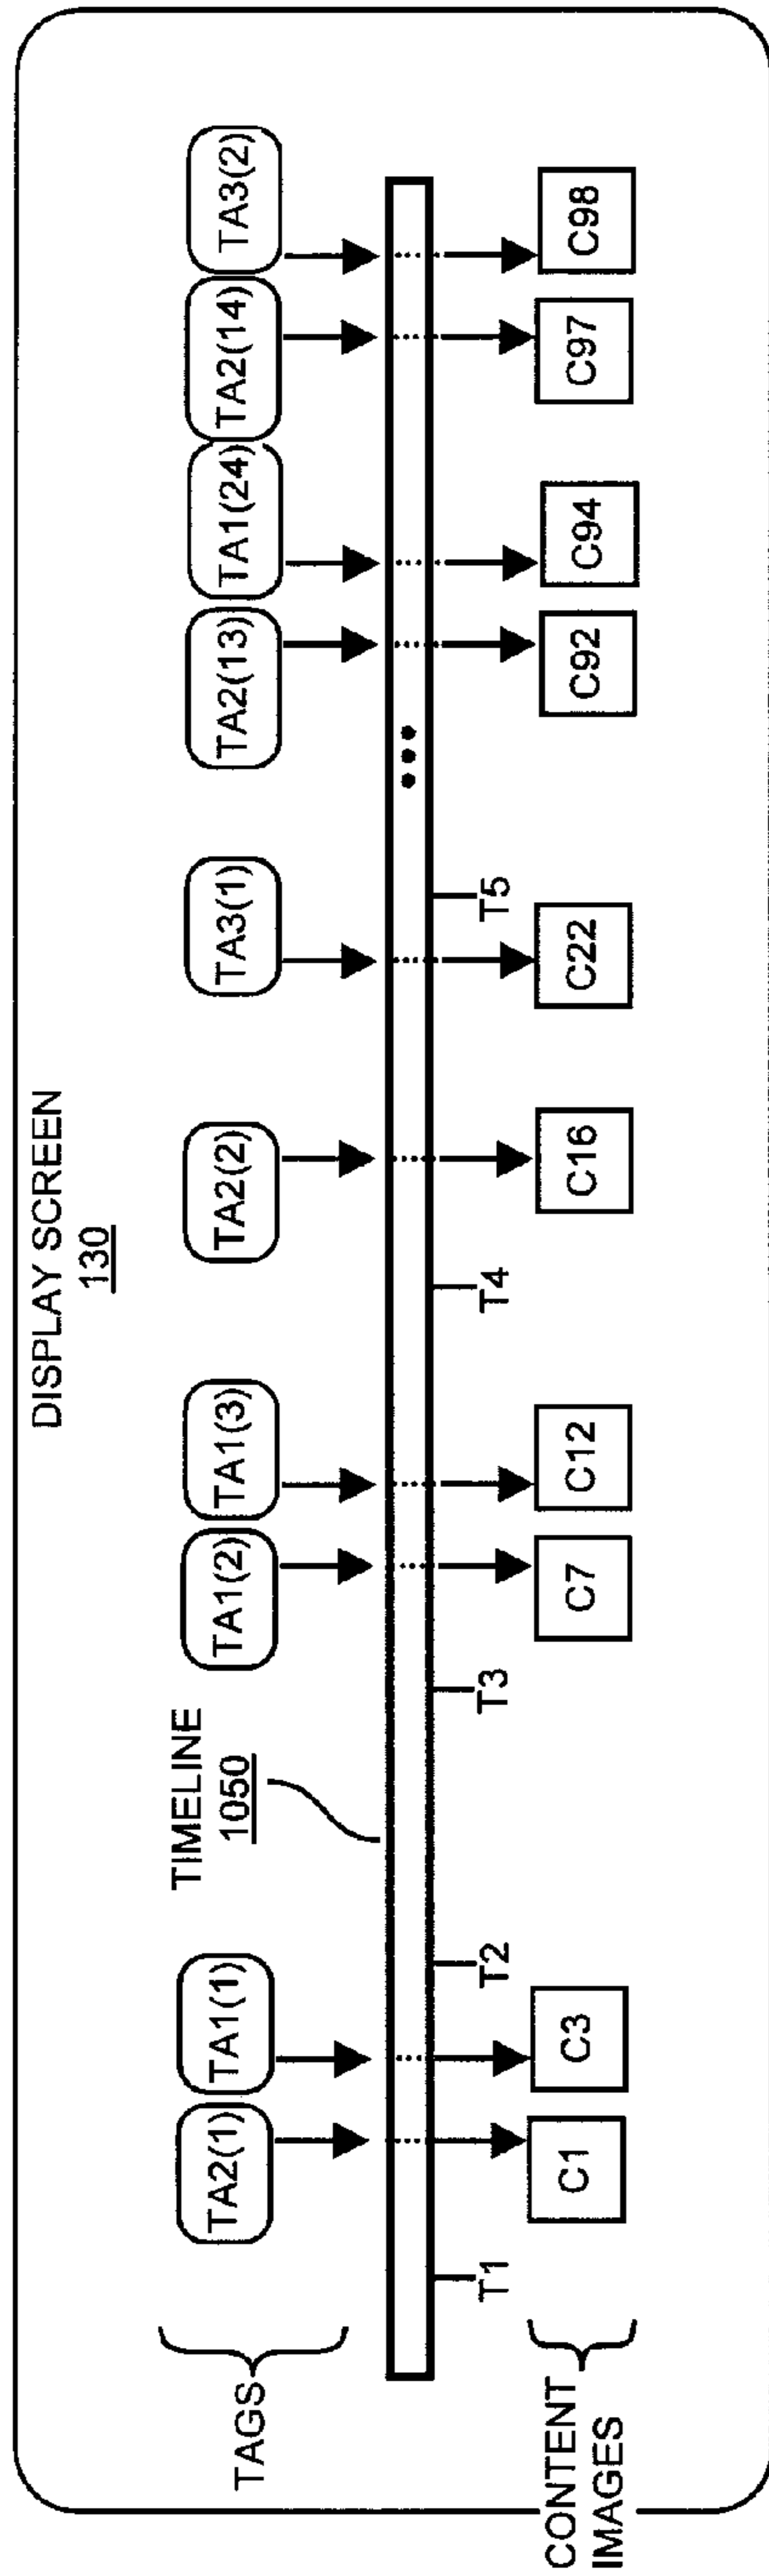 DISPLAY SCREEN
130
TIMELINE
1050
TAGS
TA2(1)
TA1(1)
TA1(2)
TA1(3)
TA2(2)
TA3(1)
TA2(13)
TA1(24)
TA2(14)
TA3(2)
T1
T2
T3
T4
T5
CONTENT
IMAGES
C1
C3
C7
C12
C16
C22
C92
C94
C97
C98